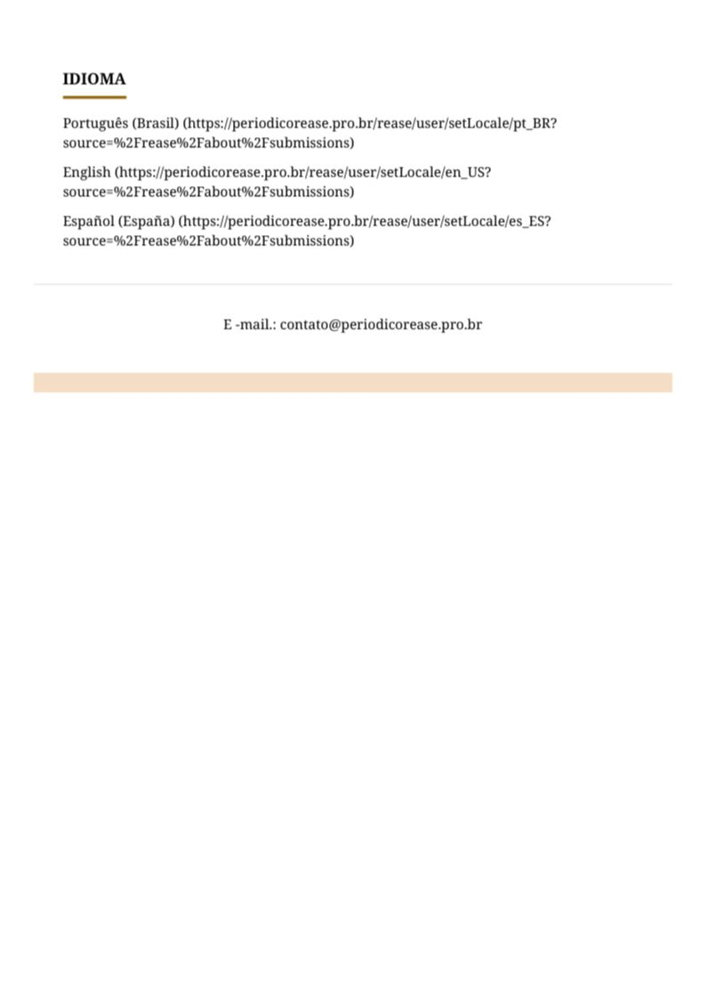 IDIOMA
Português (Brasil) (https://periodicorease.pro.br/rease/user/setLocale/pt_BR?
source=%2Frease%2Fabout%2Fsubmissions)
English (https://periodicorease.pro.br/rease/user/setLocale/en_US?
source=%2Frease%2Fabout%2Fsubmissions)
Español (España) (https://periodicorease.pro.br/rease/user/setLocale/es_ES?
source=%2Frease%2Fabout%2Fsubmissions)
E -mail.: contato@periodicorease.pro.br